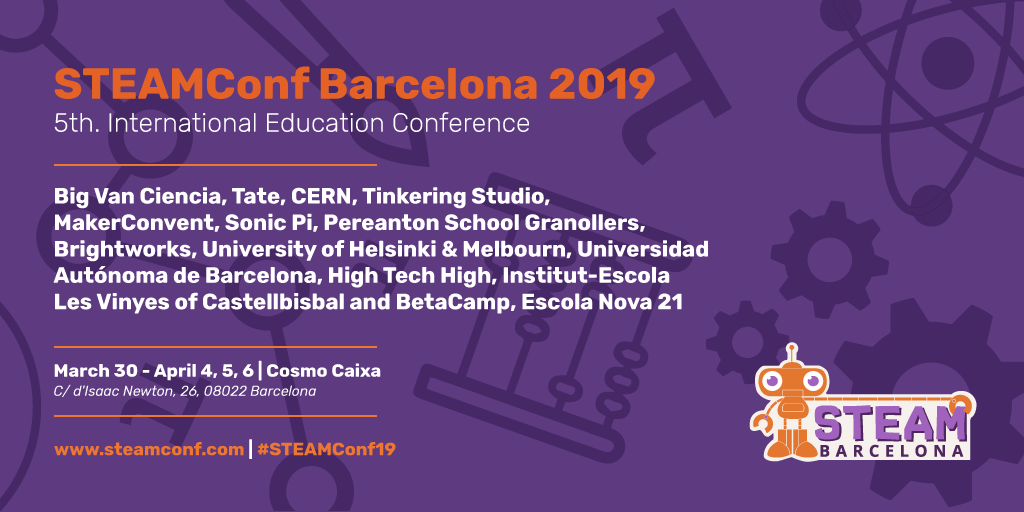 STEAMConf Barcelona 2019
5th. International Education Conference
Big Van Ciencia, Tate, CERN, Tinkering Studio,
MakerConvent, Sonic Pi, Pereanton School Granollers,
Brightworks, University of Helsinki & Melbourn, Universidad
Autónoma de Barcelona, High Tech High, Institut-Escola
Les Vinyes of Castellbisbal and BetaCamp, Escola Nova 21
March 30 - April 4, 5, 6 | Cosmo Caixa
C/ d'Isaac Newton, 26, 08022 Barcelona
www.steamconf.com | #STEAMConf19
STEAM
BARCELONA